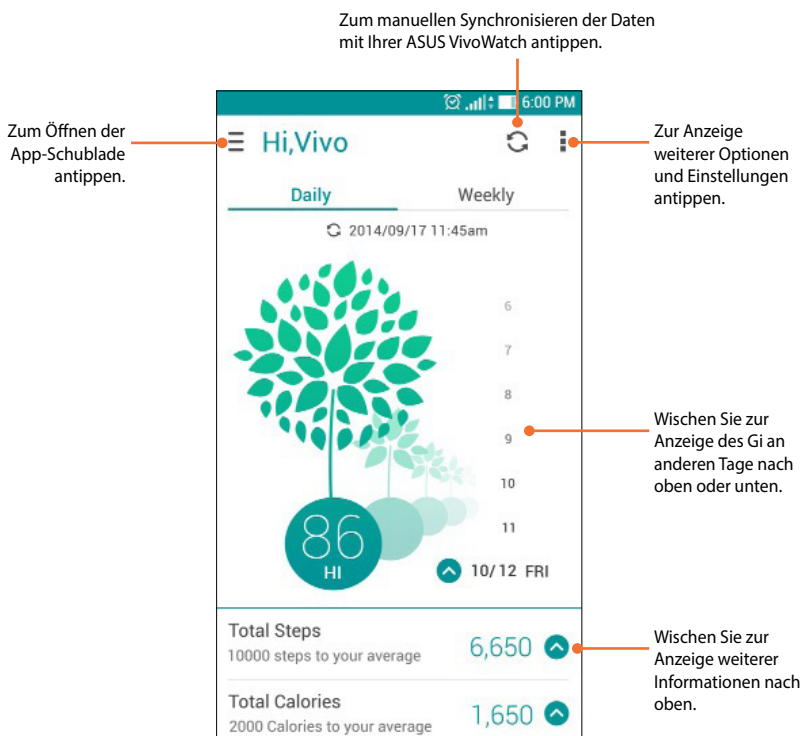 Zum manuellen Synchronisieren der Daten
mit Ihrer ASUS VivoWatch antippen.
Zum Öffnen der
App-Schublade
antippen.
6:00 PM
Hi,Vivo
Zur Anzeige
weiterer Optionen
und Einstellungen
antippen.
Daily
Weekly
2014/09/17 11:45am
6
7
8
9
10
11
Wischen Sie zur
Anzeige des Gi an
anderen Tage nach
oben oder unten.
86
HI
10/12 FRI
Total Steps
10000 steps to your average
6,650
Wischen Sie zur
Anzeige weiterer
Informationen nach
oben.
Total Calories
2000 Calories to your average
1,650